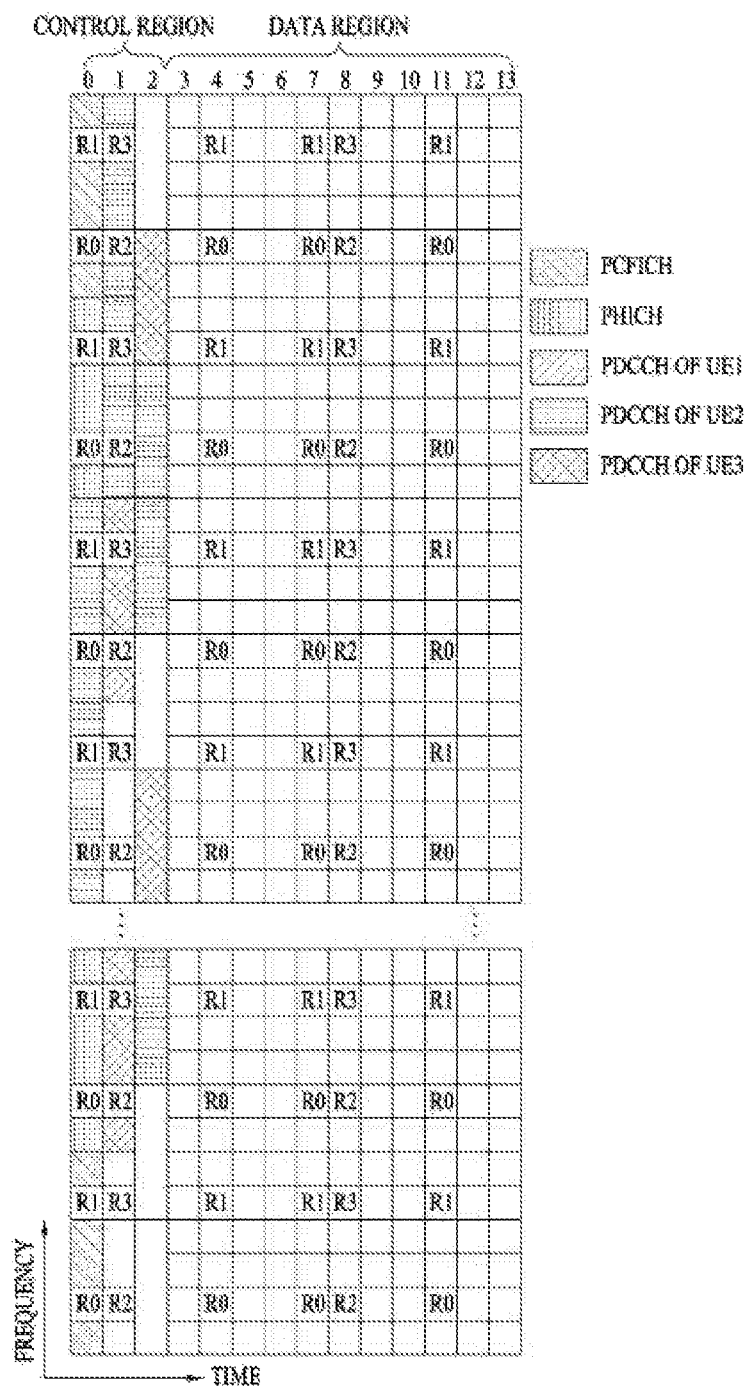 CONTROL REGION DATA REGION
0 1 2 3 4 5 6 7 8 9 10 11 12 13
R1 R3 R1 R1 R3 R1
R0 R2 R0 R0 R2 R0
PCFICH
PHICH
R1 R3 R1 R1 R3 R1
PDCCH OF UE1
PDCCH OF UE2
R0 R2 R0 R0 R2 R0
PDCCH OF UE3
R1 R3 R1 R1 R3 R1
R0 R2 R0 R0 R2 R0
R1 R3 R1 R1 R3 R1
R0 R2 R0 R0 R2 R0
R1 R3 R1 R1 R3 R1
R0 R2 R0 R0 R2 R0
R1 R3 R1 R1 R3 R1
R0 R2 R0 R0 R2 R0
FREQUENCY
TIME